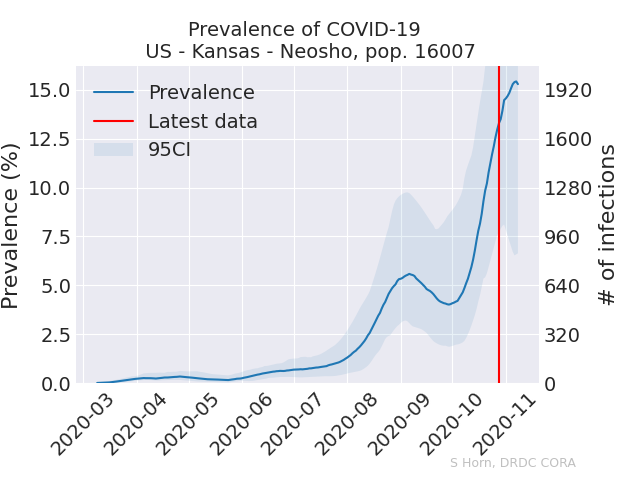 Prevalence of COVID-19
US - Kansas - Neosho, pop. 16007
Prevalence
Latest data
95CI
Prevalence (%)
15.0
12.5
10.0
7.5
5.0
2.5
0.0
1920
1600
1280
960
640
320
0
# of infections
2020-03
2020-04
2020-05
2020-06
2020-07
2020-08
2020-09
2020-10
2020-11
S Horn, DRDC CORA